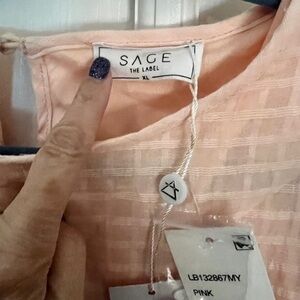 SAGE
THE LABEL
XL
LB132867MY
PINK